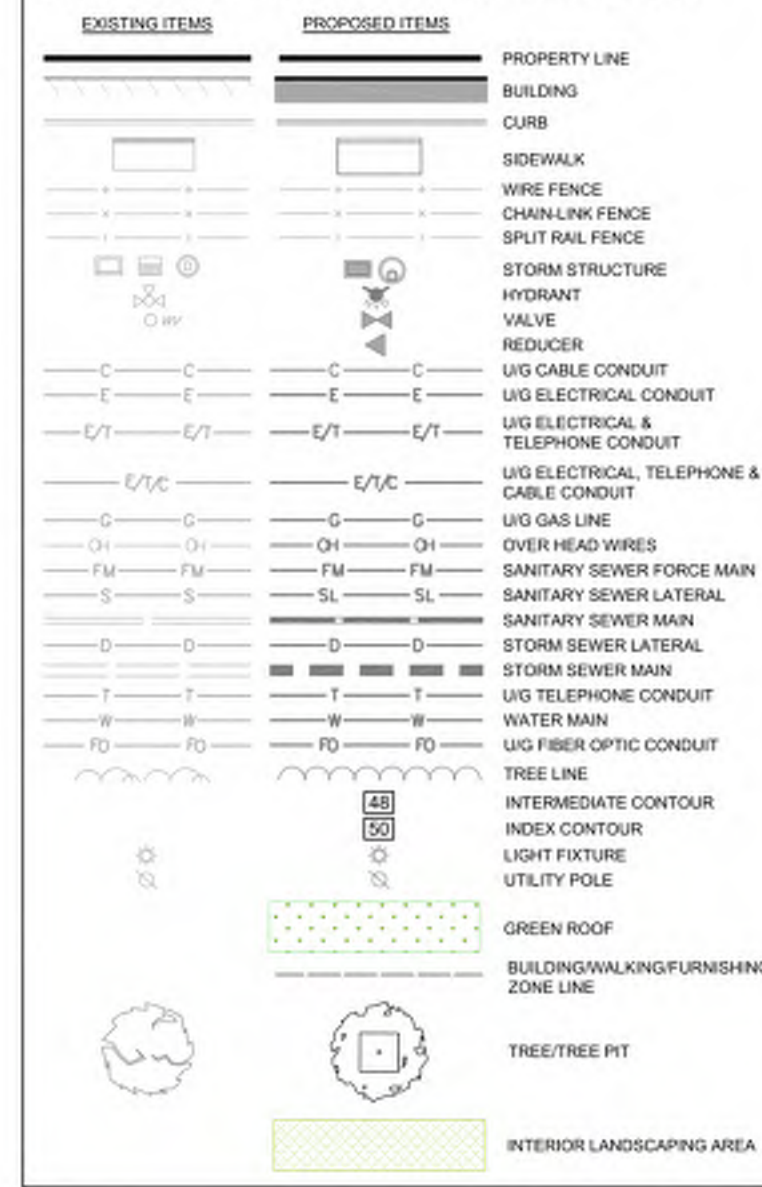 EXISTING ITEMS PROPOSED ITEMS
PROPERTY LINE
BUILDING
CURB
SIDEWALK
WIRE FENCE
CHAIN-LINK FENCE
SPLIT RAIL FENCE
D STORM STRUCTURE
HYDRANT
WV VALVE
REDUCER
C C C C U/G CABLE CONDUIT
E E E E U/G ELECTRICAL CONDUIT
E/T E/T E/T E/T U/G ELECTRICAL &
TELEPHONE CONDUIT
E/T/C E/T/C U/G ELECTRICAL, TELEPHONE &
CABLE CONDUIT
G G G G U/G GAS LINE
OH OH OH OH OVER HEAD WIRES
FM FM FM FM SANITARY SEWER FORCE MAIN
S S SL SL SANITARY SEWER LATERAL
SANITARY SEWER MAIN
D D D D STORM SEWER LATERAL
STORM SEWER MAIN
T T T T U/G TELEPHONE CONDUIT
W W W W WATER MAIN
FO FO FO FO U/G FIBER OPTIC CONDUIT
TREE LINE
48 INTERMEDIATE CONTOUR
50 INDEX CONTOUR
LIGHT FIXTURE
UTILITY POLE
GREEN ROOF
BUILDING/WALKING/FURNISHING
ZONE LINE
TREE/TREE PIT
INTERIOR LANDSCAPING AREA